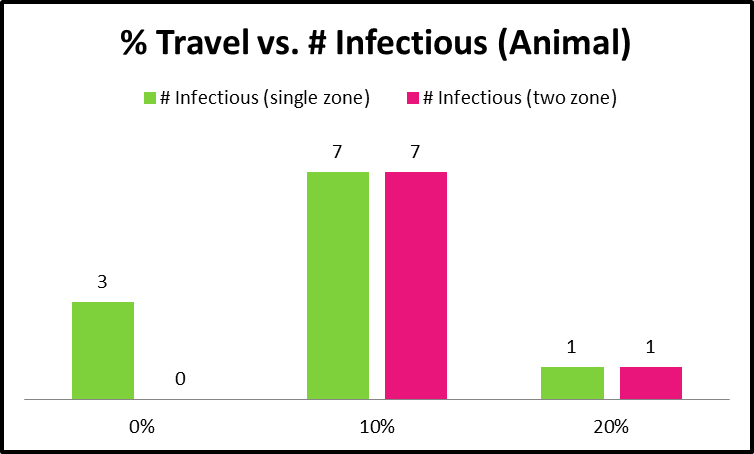 % Travel vs. # Infectious (Animal)
# Infectious (single zone) # Infectious (two zone)
7 7
3
1 1
0
0% 10% 20%